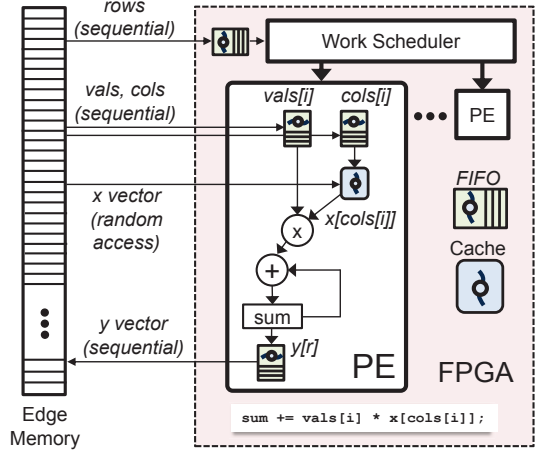 rows
(sequential)
Work Scheduler
vals, cols
(sequential)
vals[i]
cols[i]
PE
x vector
(random
access)
x[cols[i]]
FIFO
Cache
x
+
sum
y vector
(sequential)
y[r]
PE
FPGA
Edge
Memory
sum += vals[i] * x[cols[i]];